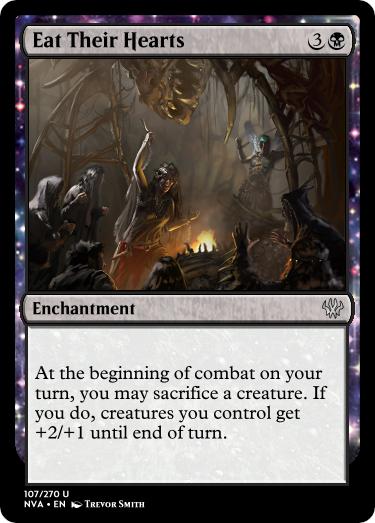 Eat Their Hearts 3
Enchantment
At the beginning of combat on your
turn, you may sacrifice a creature. If
you do, creatures you control get
+2/+1 until end of turn.
107/270 U
NVA • EN Trevor Smith